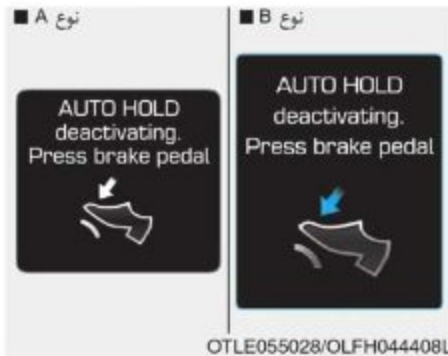 ■ A نوع
AUTO HOLD
deactivating.
Press brake pedal
■ B نوع
AUTO HOLD
deactivating.
Press brake pedal
OTLE055028/OLFH044408L